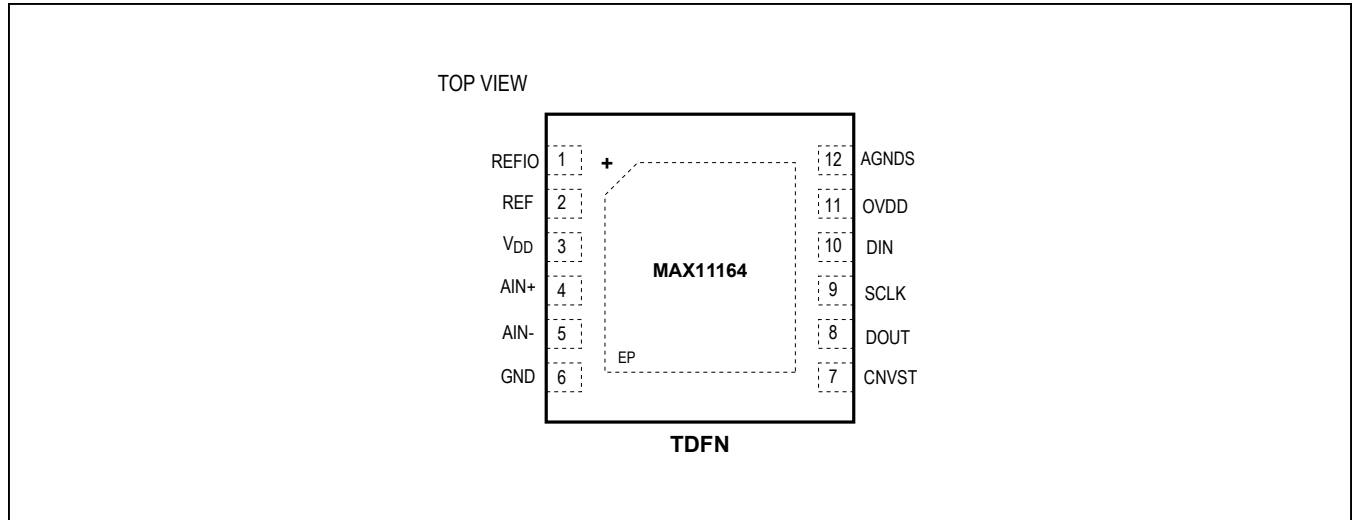 TOP VIEW
REFIO 1 + 12 AGNDS
REF 2 11 OVDD
VDD 3 10 DIN
MAX11164
AIN+ 4 9 SCLK
AIN- 5 8 DOUT
EP
GND 6 7 CNVST
TDFN